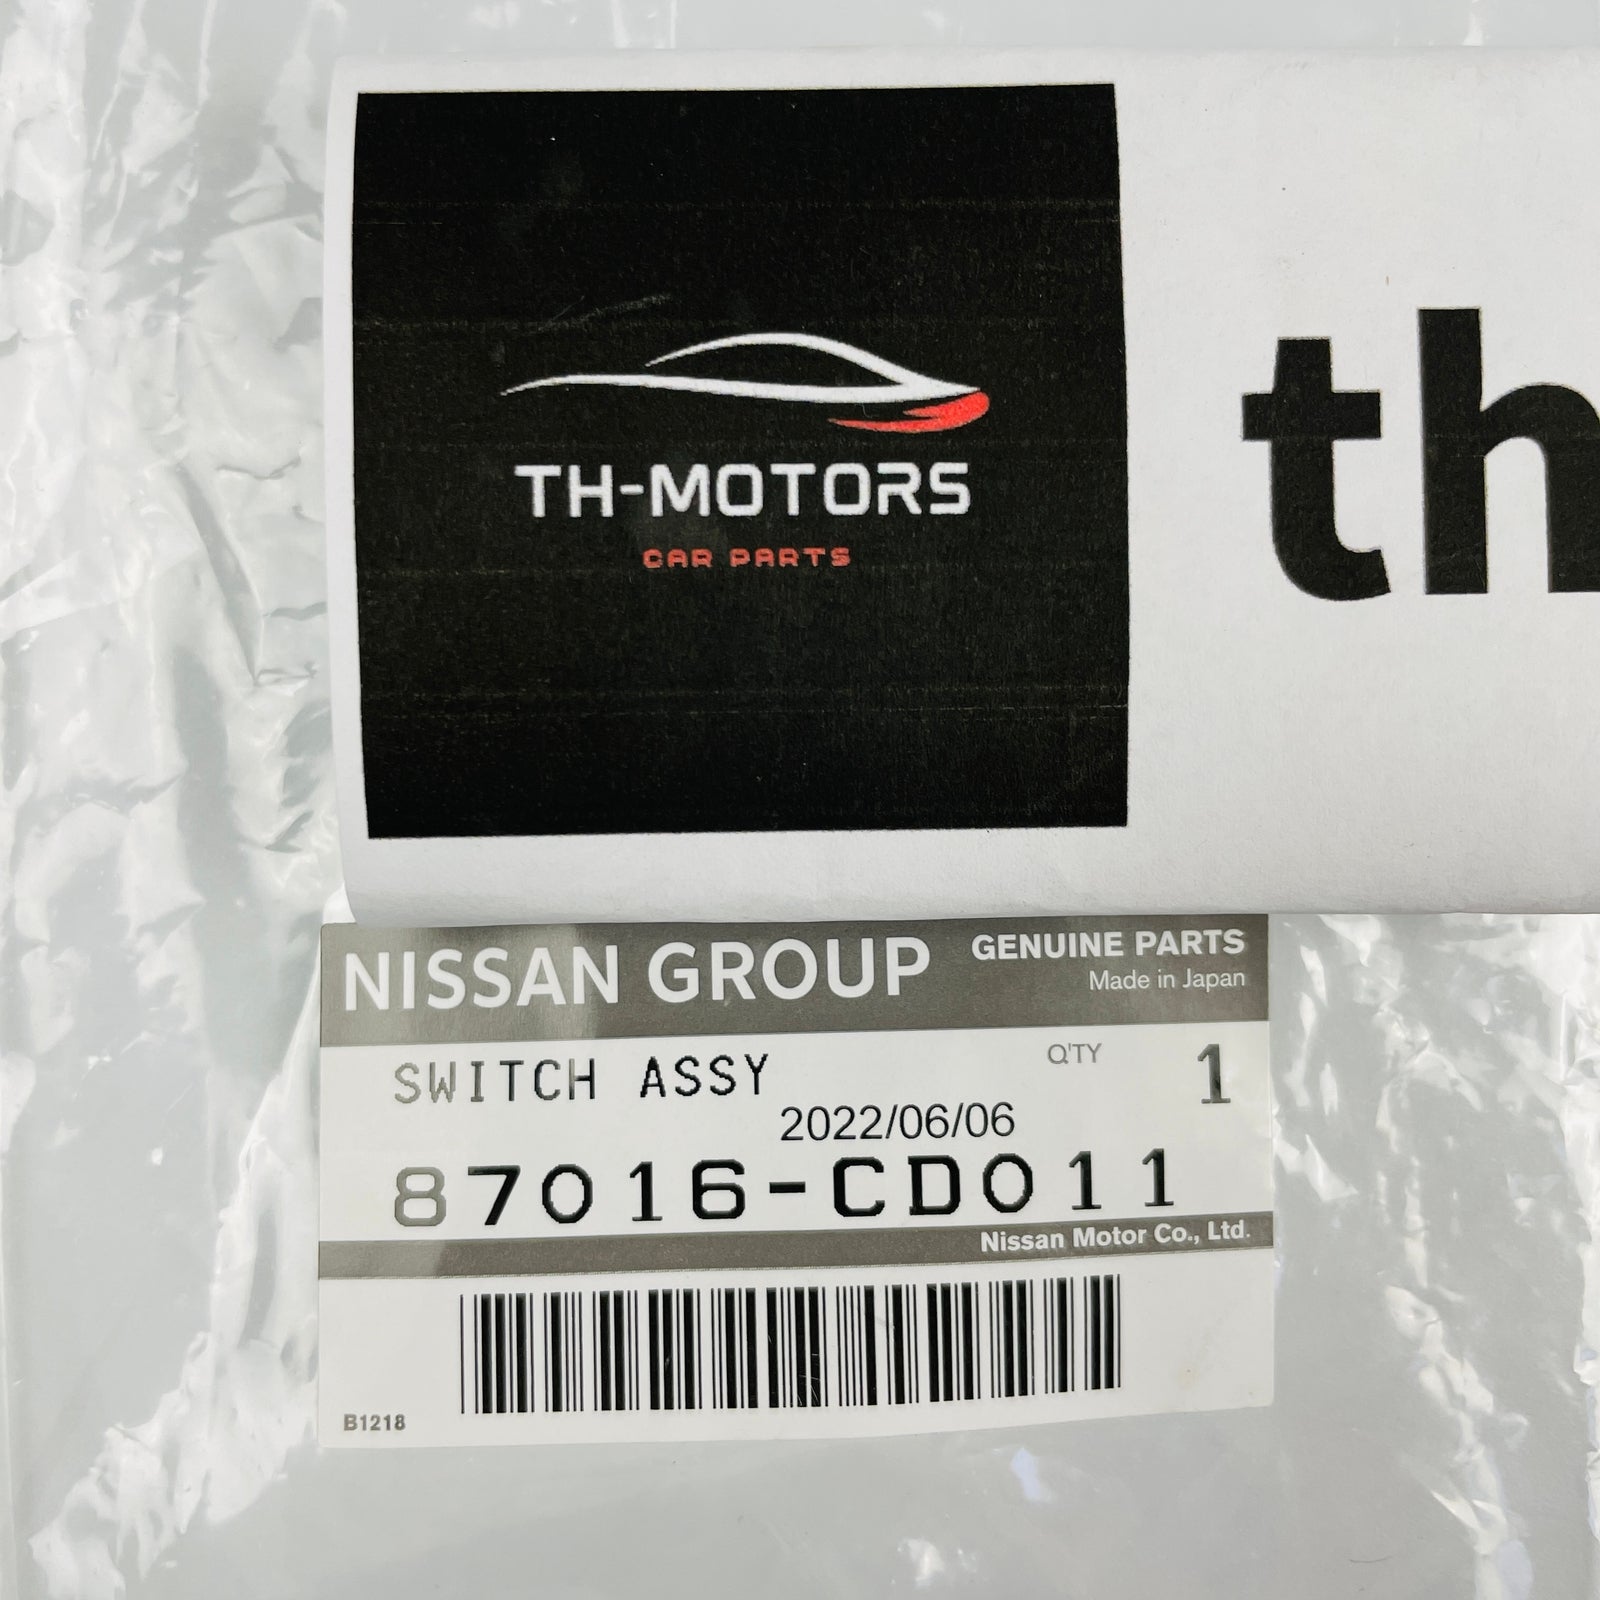 TH-MOTORS
CAR PARTS
th
NISSAN GROUP
GENUINE PARTS
Made in Japan
SWITCH ASSY
Q'TY 1
2022/06/06
87016-CD011
Nissan Motor Co., Ltd.
B1218